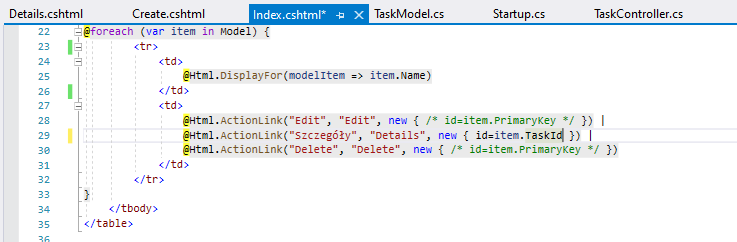 Details.cshtml Create.cshtml Index.cshtml* TaskModel.cs Startup.cs TaskController.cs
22 @foreach (var item in Model) {
23 <tr>
24 <td>
25 @Html.DisplayFor(modelItem => item.Name)
26 </td>
27 <td>
28 @Html.ActionLink("Edit", "Edit", new { /* id=item.PrimaryKey */ }) |
29 @Html.ActionLink("Szczegóły", "Details", new { id=item.TaskId }) |
30 @Html.ActionLink("Delete", "Delete", new { /* id=item.PrimaryKey */ })
31 </td>
32 </tr>
33 }
34 </tbody>
35 </table>